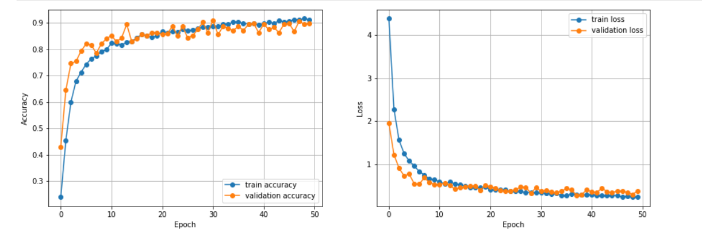 0.9
0.8
0.7
0.6
0.5
0.4
0.3
Accuracy
0
10
20
30
40
50
Epoch
train accuracy
validation accuracy
4
3
2
1
Loss
0
10
20
30
40
50
Epoch
train loss
validation loss